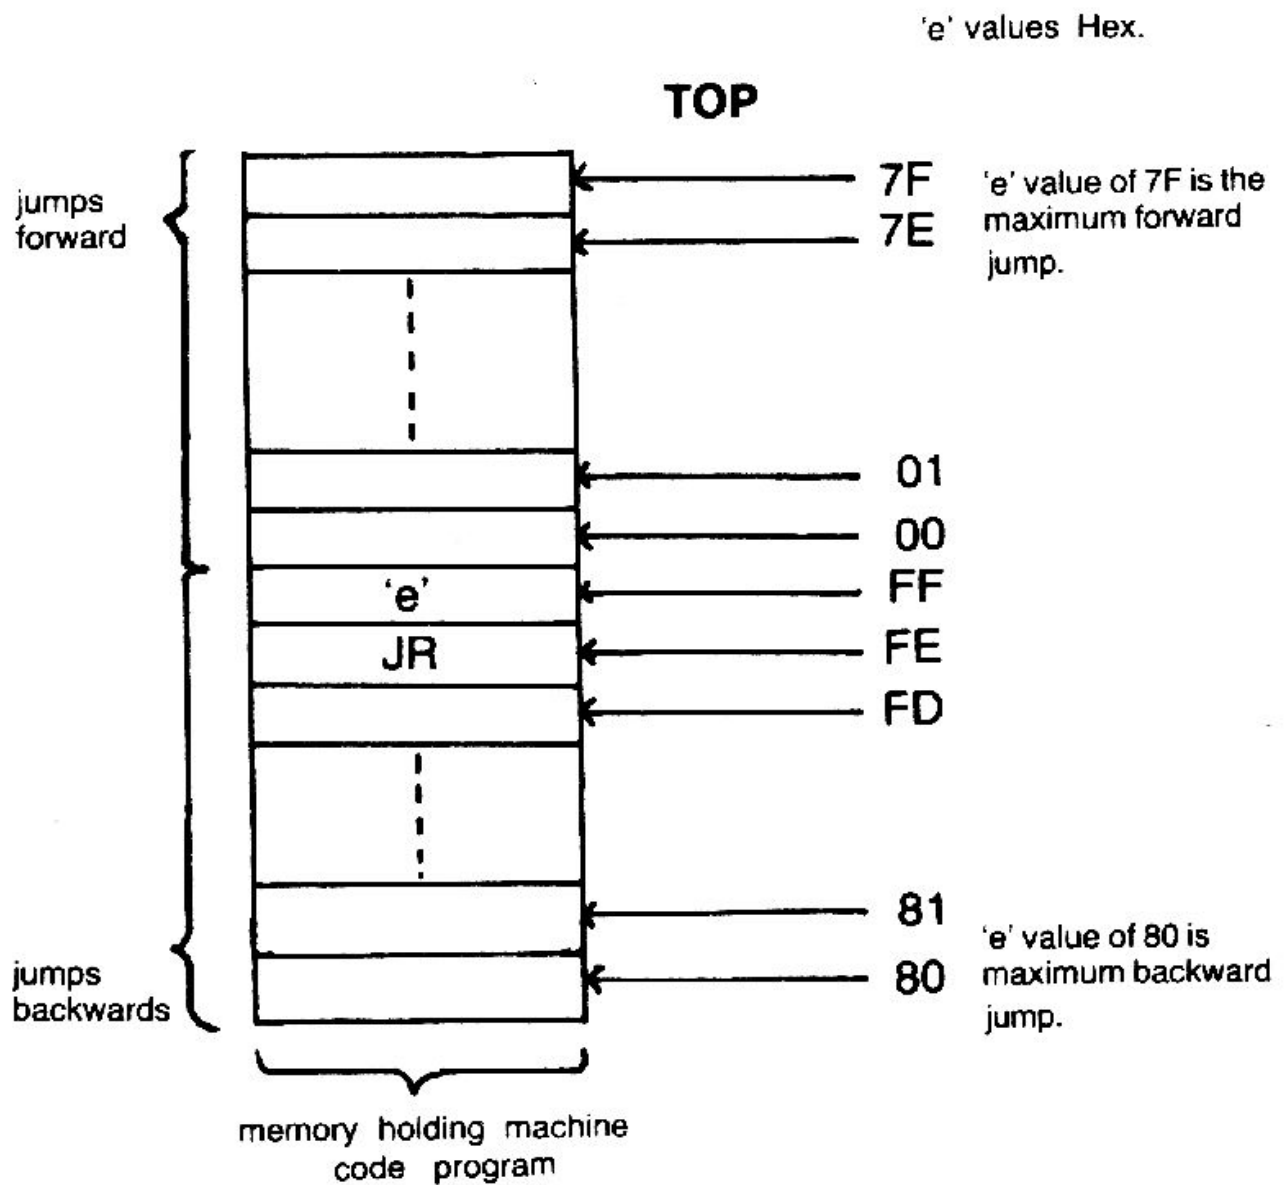 'e' values Hex.
TOP
jumps
forward
7F
7E
'e' value of 7F is the
maximum forward
jump.
01
00
'e'
FF
JR
FE
FD
81
80
'e' value of 80 is
maximum backward
jump.
jumps
backwards
memory holding machine
code program